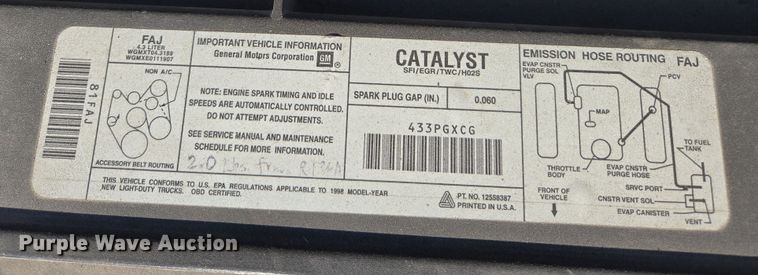 FAJ
4.3 LITER
WGMXT04.3189
WGMXE0111907
NON A/C
ACCESSORY BELT ROUTING
81FAJ
IMPORTANT VEHICLE INFORMATION
General Motors Corporation GM
NOTE: ENGINE SPARK TIMING AND IDLE
SPEEDS ARE AUTOMATICALLY CONTROLLED.
DO NOT ATTEMPT ADJUSTMENTS.
SEE SERVICE MANUAL AND MAINTENANCE
SCHEDULE FOR MORE INFORMATION.
2.0 lbs.
THIS VEHICLE CONFORMS TO U.S. EPA REGULATIONS APPLICABLE TO 1998 MODEL-YEAR
NEW LIGHT-DUTY TRUCKS. OBD CERTIFIED.
CATALYST
SFI/EGR/TWC/HO2S
SPARK PLUG GAP (IN.) 0.060
433PGXCG
PT. NO. 12558387
PRINTED IN U.S.A.
EMISSION HOSE ROUTING FAJ
EVAP CNSTR
PURGE SOL
VLV
PCV
MAP
TO FUEL
TANK
THROTTLE
BODY
EVAP CNSTR
PURGE HOSE
SRVC PORT
FRONT OF
VEHICLE
CNSTR VENT SOL
EVAP CANISTER
VENT
Purple Wave Auction